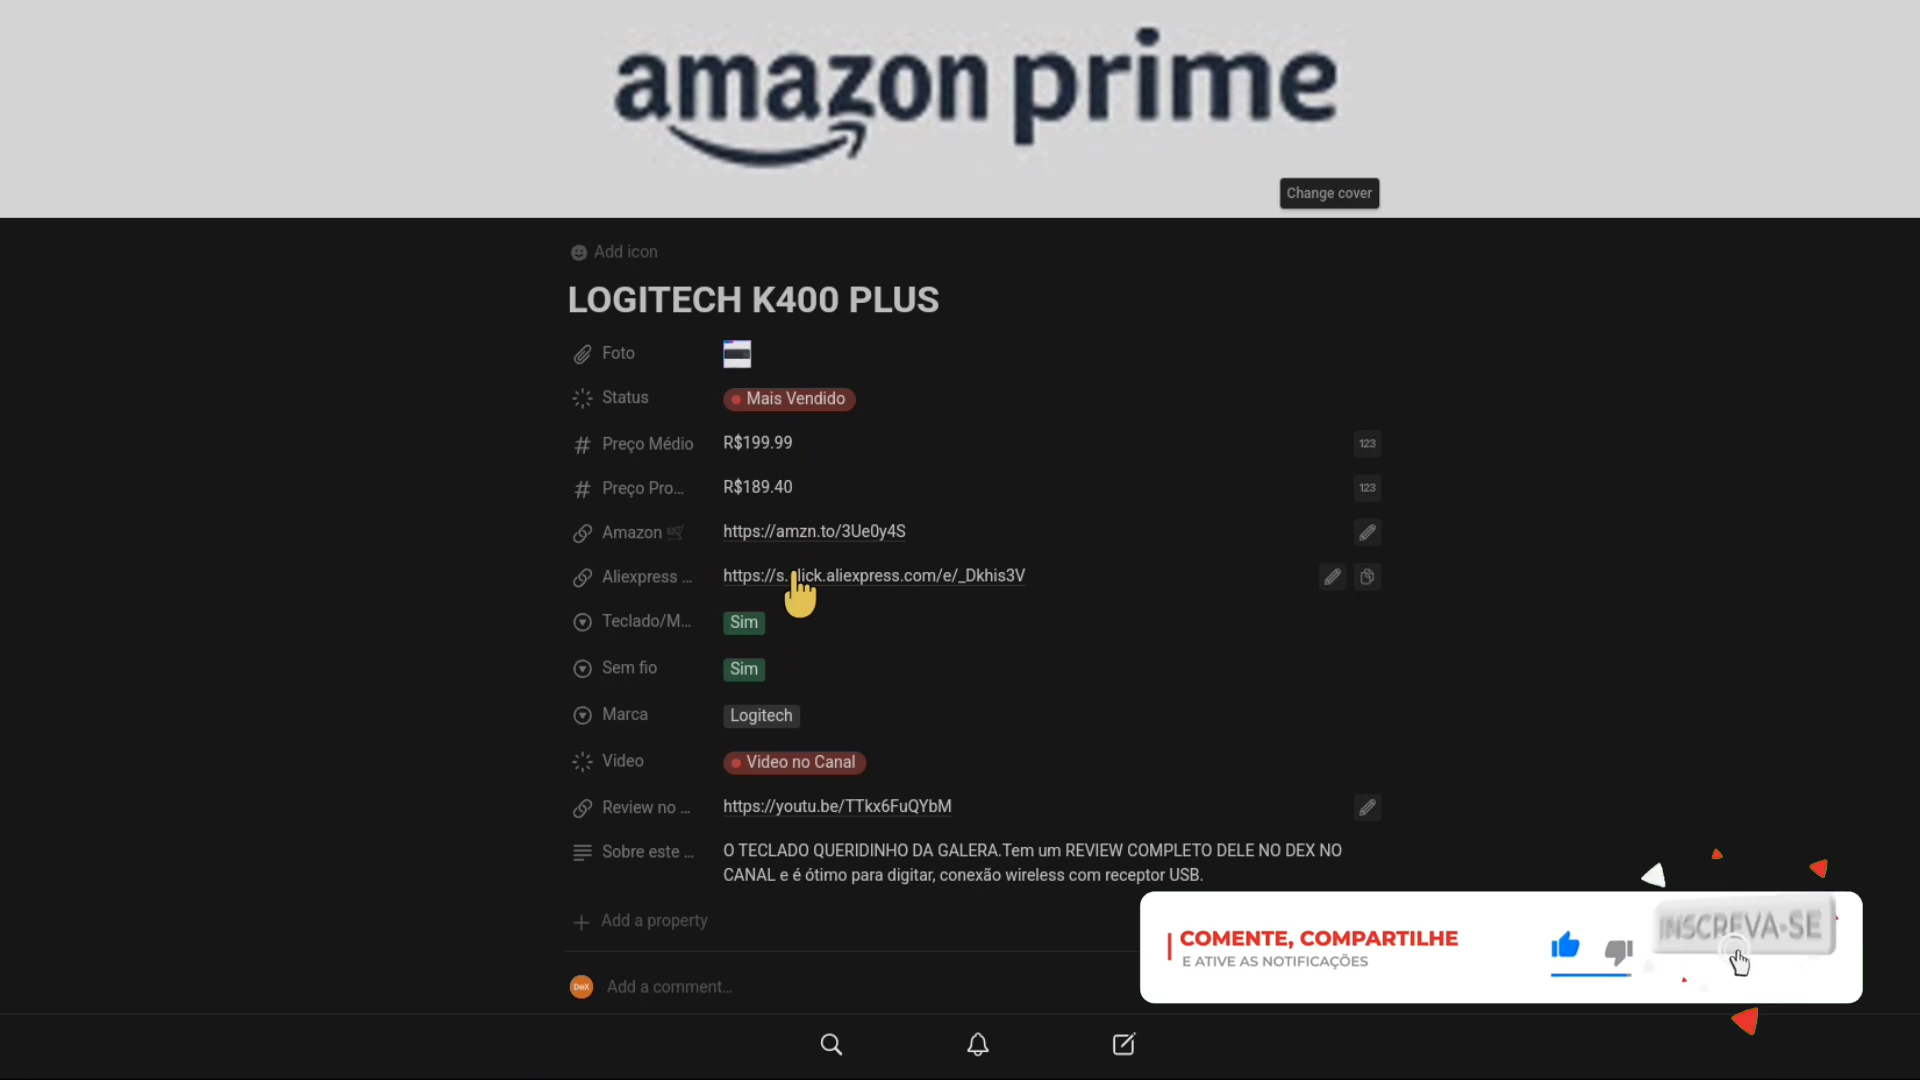 amazon prime
Change cover
Add icon
LOGITECH K400 PLUS
Foto
Status Mais Vendido
Preço Médio R$199.99 123
Preço Pro... R$189.40 123
Amazon https://amzn.to/3Ue0y4S
Aliexpress ... https://s.click.aliexpress.com/e/_Dkhis3V
Teclado/M... Sim
Sem fio Sim
Marca Logitech
Video Video no Canal
Review no ... https://youtu.be/TTkx6FuQYbM
Sobre este ... O TECLADO QUERIDINHO DA GALERA.Tem um REVIEW COMPLETO DELE NO DEX NO
CANAL e é ótimo para digitar, conexão wireless com receptor USB.
Add a property
COMENTE, COMPARTILHE
E ATIVE AS NOTIFICAÇÕES
INSCREVA-SE
DeX Add a comment...